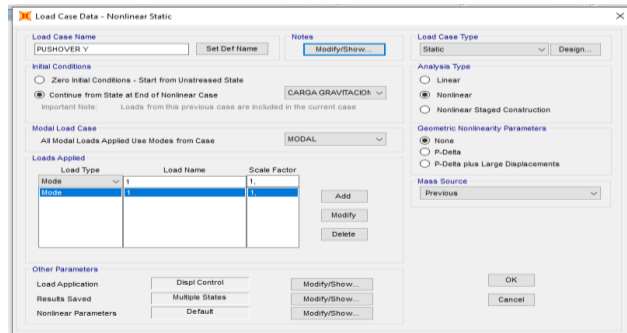 Load Case Data - Nonlinear Static
Load Case Name
PUSHOVER Y
Set Def Name
Notes
Modify/Show...
Load Case Type
Static
Design...
Initial Conditions
Zero Initial Conditions - Start from Unstressed State
Continue from State at End of Nonlinear Case
CARGA GRAVITACION
Important Note: Loads from this previous case are included in the current case
Analysis Type
Linear
Nonlinear
Nonlinear Staged Construction
Modal Load Case
All Modal Loads Applied Use Modes from Case
MODAL
Geometric Nonlinearity Parameters
None
P-Delta
P-Delta plus Large Displacements
Loads Applied
Load Type Load Name Scale Factor
Mode 1 1,
Mode 1 1,
Add
Modify
Delete
Mass Source
Previous
Other Parameters
Load Application Displ Control Modify/Show...
Results Saved Multiple States Modify/Show...
Nonlinear Parameters Default Modify/Show...
OK
Cancel